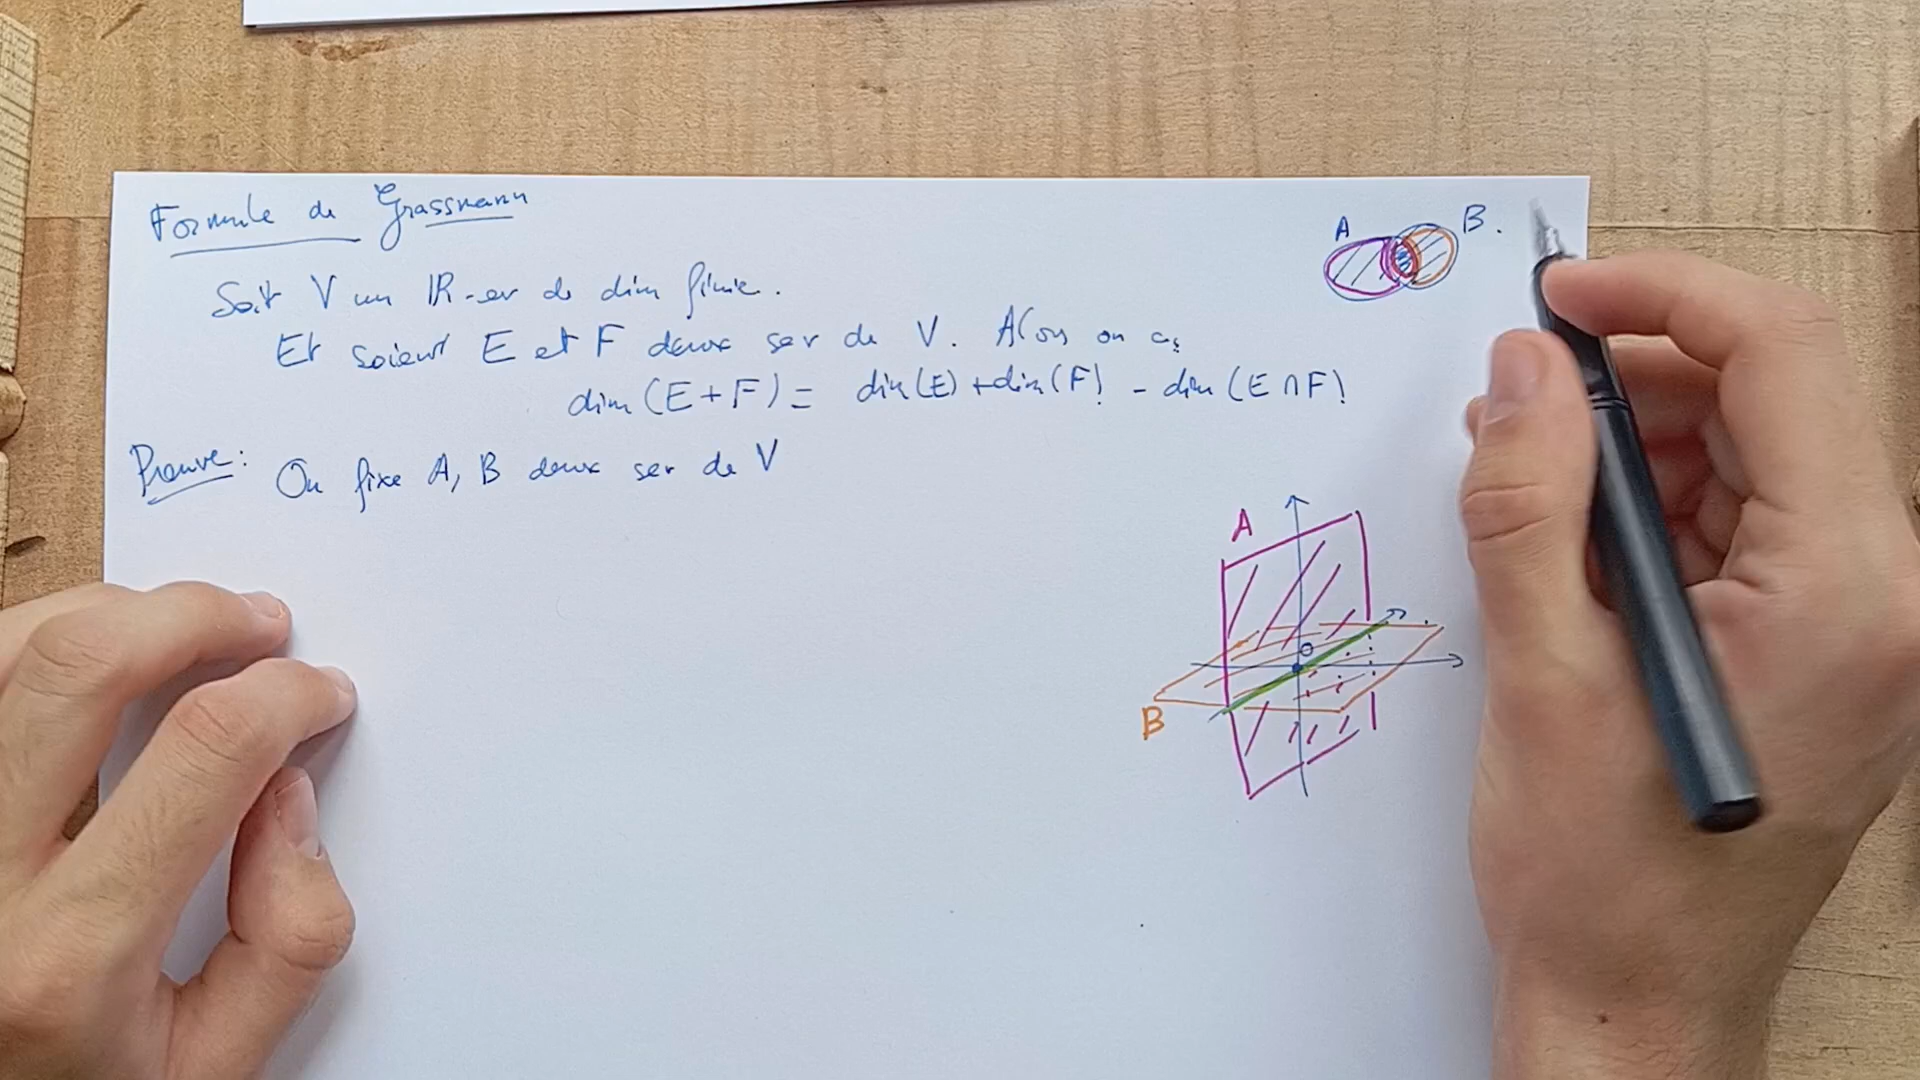 Formule de Grassmann
A B.
Soit V un IR-ev de dim finie.
Et soient E et F deux sev de V. Alors on a:
dim (E + F) = dim(E) + dim(F) - dim (E ∩ F)
Preuve: On fixe A, B deux sev de V
A
O
B